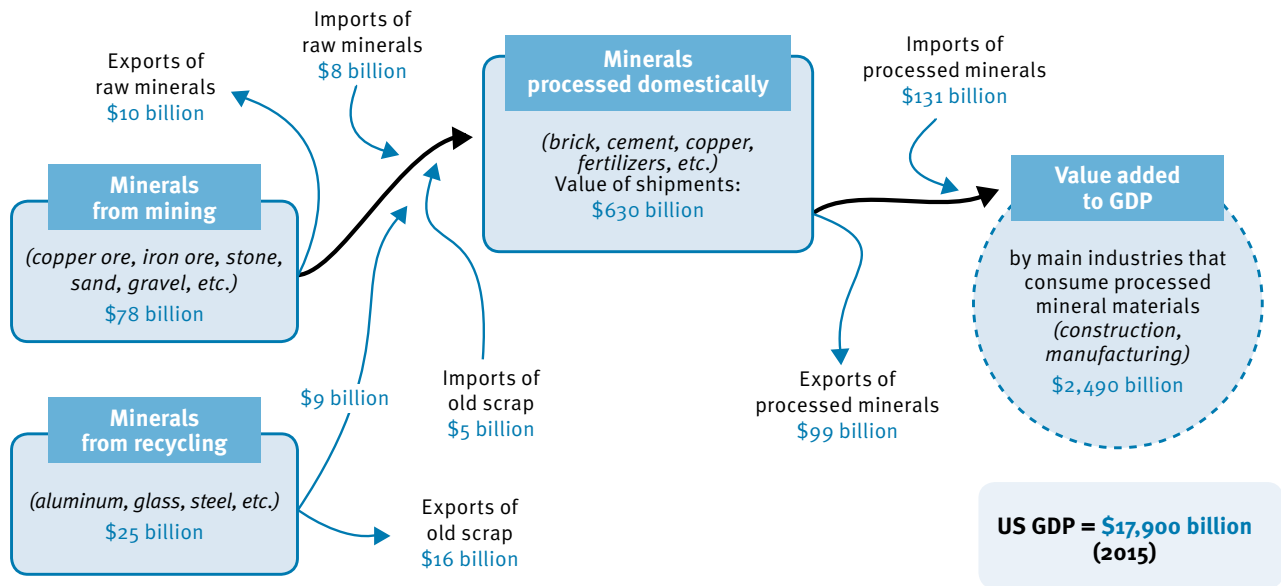 Exports of
raw minerals
$10 billion
Imports of
raw minerals
$8 billion
Minerals
from mining
(copper ore, iron ore, stone,
sand, gravel, etc.)
$78 billion
Minerals
from recycling
(aluminum, glass, steel, etc.)
$25 billion
$9 billion
Exports of
old scrap
$16 billion
Imports of
old scrap
$5 billion
Minerals
processed domestically
(brick, cement, copper,
fertilizers, etc.)
Value of shipments:
$630 billion
Imports of
processed minerals
$131 billion
Exports of
processed minerals
$99 billion
Value added
to GDP
by main industries that
consume processed
mineral materials
(construction,
manufacturing)
$2,490 billion
US GDP = $17,900 billion
(2015)